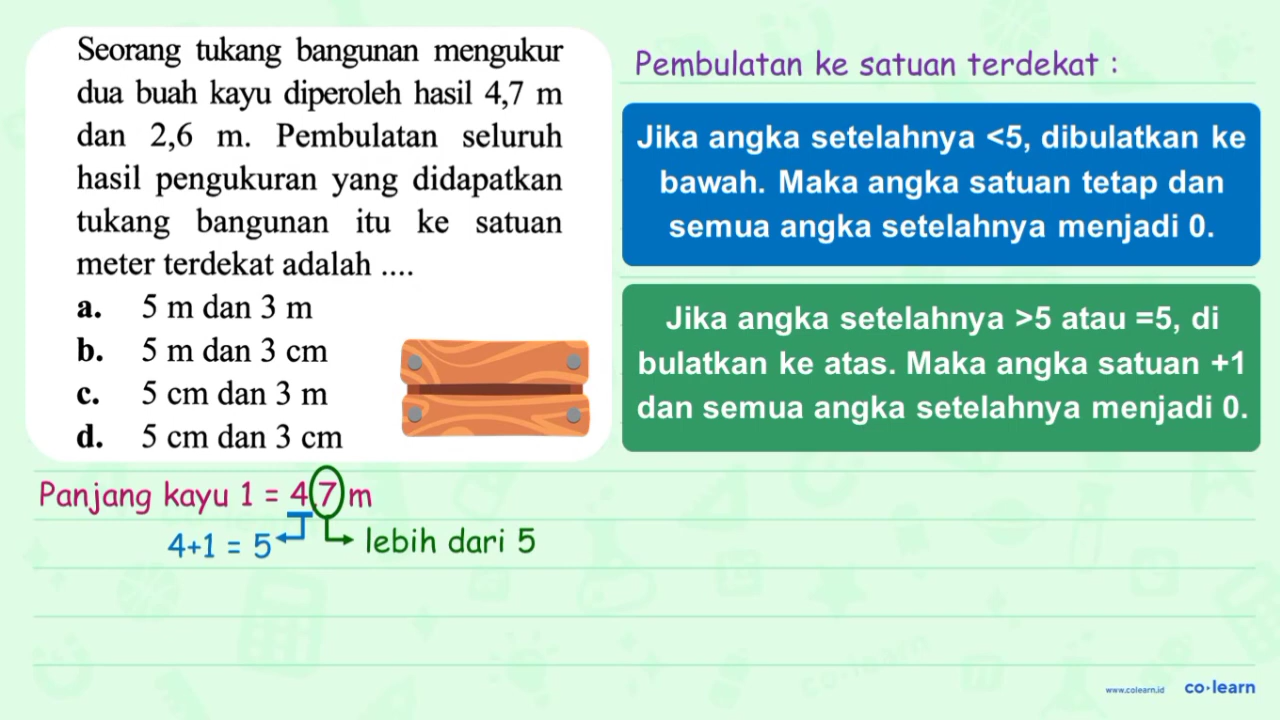 Seorang tukang bangunan mengukur
dua buah kayu diperoleh hasil 4,7 m
dan 2,6 m. Pembulatan seluruh
hasil pengukuran yang didapatkan
tukang bangunan itu ke satuan
meter terdekat adalah ....
a. 5 m dan 3 m
b. 5 m dan 3 cm
c. 5 cm dan 3 m
d. 5 cm dan 3 cm
Pembulatan ke satuan terdekat :
Jika angka setelahnya <5, dibulatkan ke
bawah. Maka angka satuan tetap dan
semua angka setelahnya menjadi 0.
Jika angka setelahnya >5 atau =5, di
bulatkan ke atas. Maka angka satuan +1
dan semua angka setelahnya menjadi 0.
Panjang kayu 1 = 4,7 m
4+1 = 5
lebih dari 5
www.colearn.id
co·learn